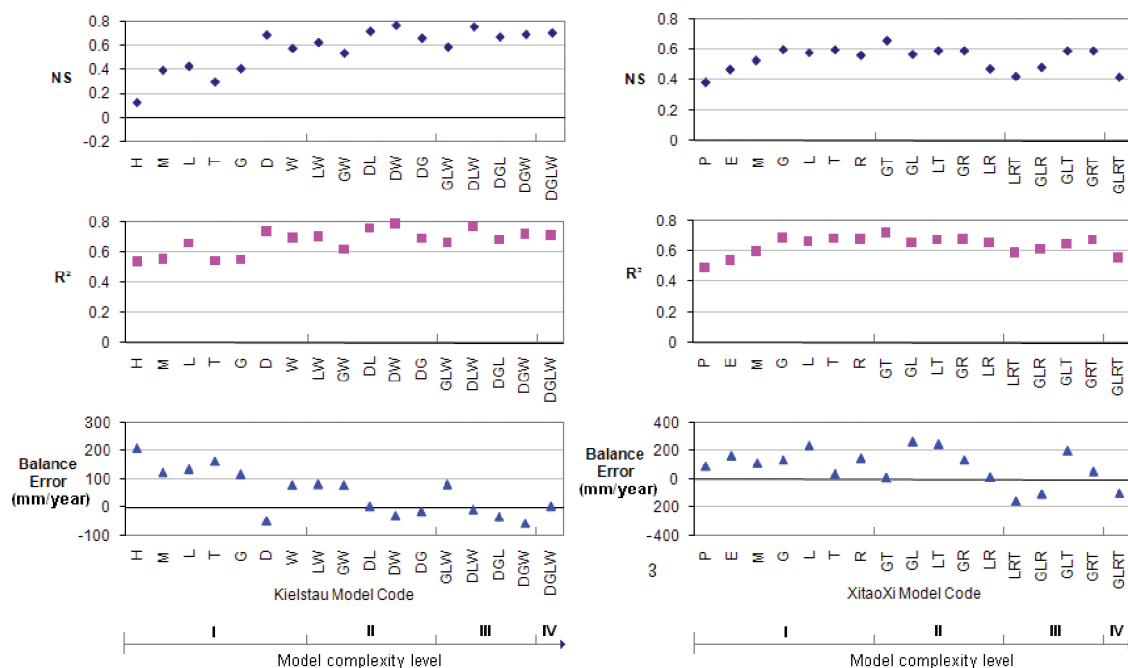 0.8
0.6
0.4
0.2
0
-0.2
NS
H M L T G D W LW GW DL DW DG GLW DLW DGL DGW DGLW
0.8
0.6
0.4
0.2
0
R²
H M L T G D W LW GW DL DW DG GLW DLW DGL DGW DGLW
300
200
100
0
-100
Balance
Error
(mm/year)
H M L T G D W LW GW DL DW DG GLW DLW DGL DGW DGLW
Kielstau Model Code
I II III IV
Model complexity level
0.8
0.6
0.4
0.2
0
NS
P E M G L T R GT GL LT GR LR LRT GLR GLT GRT GLRT
0.8
0.6
0.4
0.2
0
R²
P E M G L T R GT GL LT GR LR LRT GLR GLT GRT GLRT
400
200
0
200
-400
Balance
Error
(mm/year)
P E M G L T R GT GL LT GR LR LRT GLR GLT GRT GLRT
3
XitaoXi Model Code
I II III IV
Model complexity level